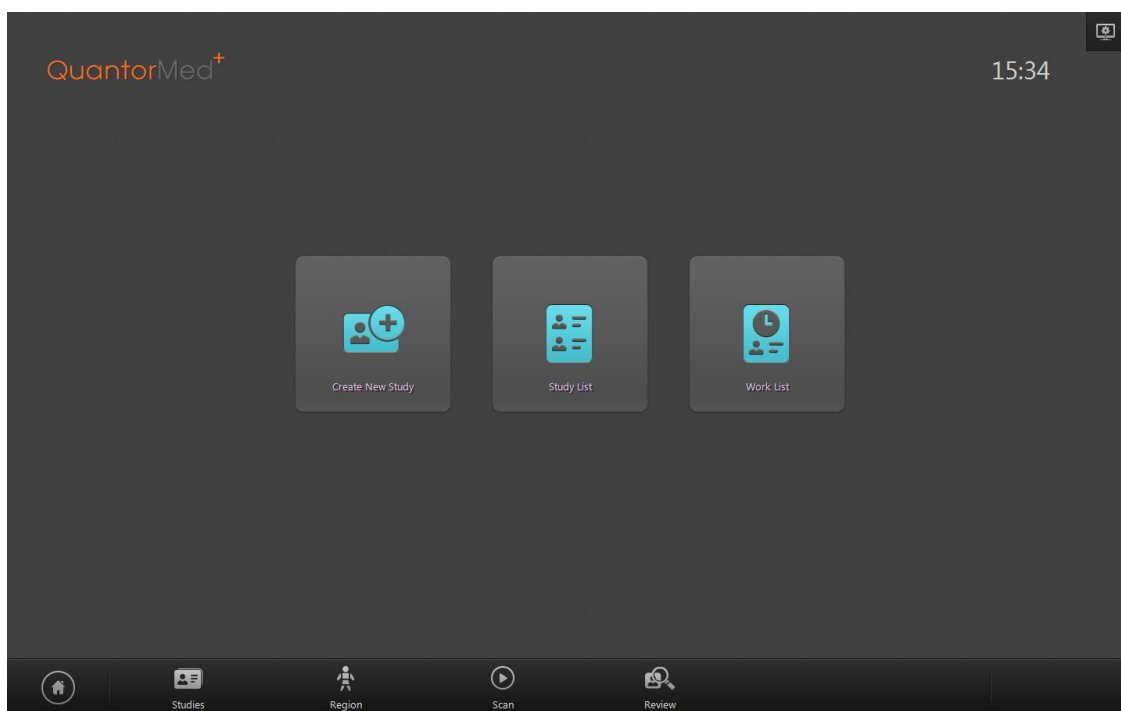 QuantorMed+
15:34
Create New Study
Study List
Work List
Studies
Region
Scan
Review